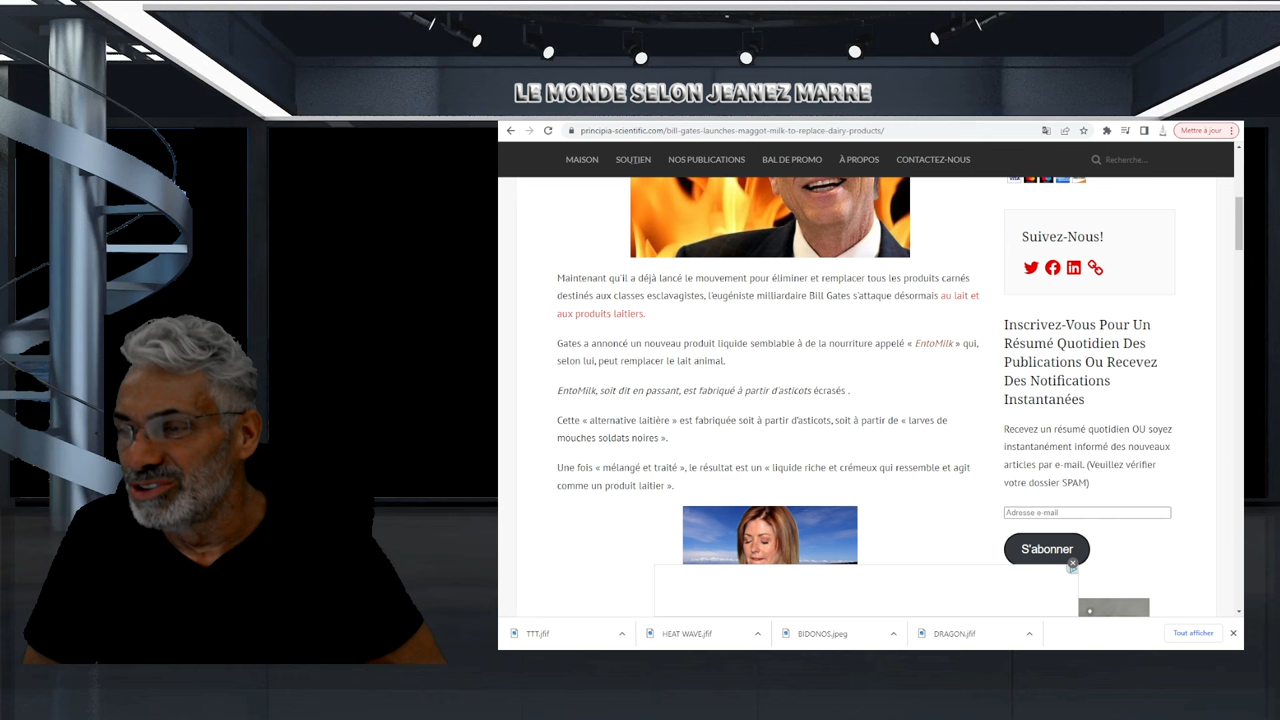 LE MONDE SELON JEANEZ MARRE
principia-scientific.com/bill-gates-launches-maggot-milk-to-replace-dairy-products/
Mettre à jour
MAISON SOUTIEN NOS PUBLICATIONS BAL DE PROMO À PROPOS CONTACTEZ-NOUS
Recherche...
Maintenant qu'il a déjà lancé le mouvement pour éliminer et remplacer tous les produits carnés
destinés aux classes esclavagistes, l'eugéniste milliardaire Bill Gates s'attaque désormais au lait et
aux produits laitiers.
Gates a annoncé un nouveau produit liquide semblable à de la nourriture appelé « EntoMilk » qui,
selon lui, peut remplacer le lait animal.
EntoMilk, soit dit en passant, est fabriqué à partir d'asticots écrasés .
Cette « alternative laitière » est fabriquée soit à partir d'asticots, soit à partir de « larves de
mouches soldats noires ».
Une fois « mélangé et traité », le résultat est un « liquide riche et crémeux qui ressemble et agit
comme un produit laitier ».
Suivez-Nous!
Inscrivez-Vous Pour Un
Résumé Quotidien Des
Publications Ou Recevez
Des Notifications
Instantanées
Recevez un résumé quotidien OU soyez
instantanément informé des nouveaux
articles par e-mail. (Veuillez vérifier
votre dossier SPAM)
Adresse e-mail
S'abonner
TTT.jfif
HEAT WAVE.jfif
BIDONOS.jpeg
DRAGON.jfif
Tout afficher